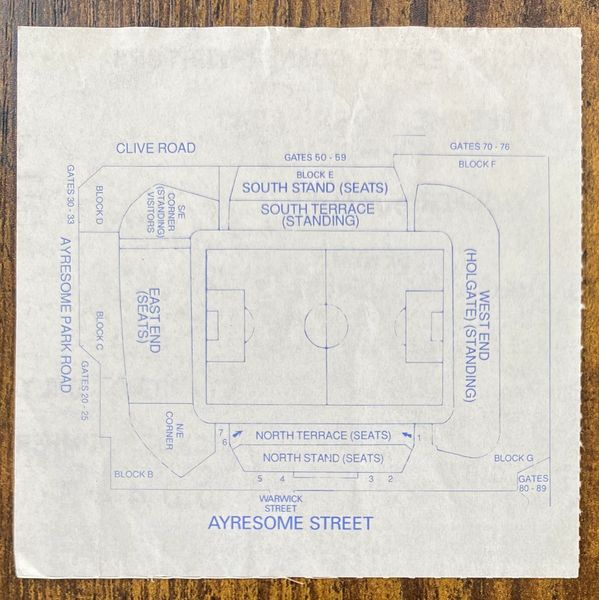 CLIVE ROAD
GATES 50 - 59
GATES 70 - 76
BLOCK E
SOUTH STAND (SEATS)
SOUTH TERRACE
(STANDING)
BLOCK F
GATES 30 - 33
BLOCK D
S/E
CORNER
(STANDING)
VISITORS
AYRESOME PARK ROAD
BLOCK C
GATES 20 - 25
EAST END
(SEATS)
WEST END
(HOLGATE) (STANDING)
N/E
CORNER
BLOCK B
7
6
NORTH TERRACE (SEATS)
1
NORTH STAND (SEATS)
5 4 3 2
BLOCK G
GATES
80 - 89
WARWICK
STREET
AYRESOME STREET